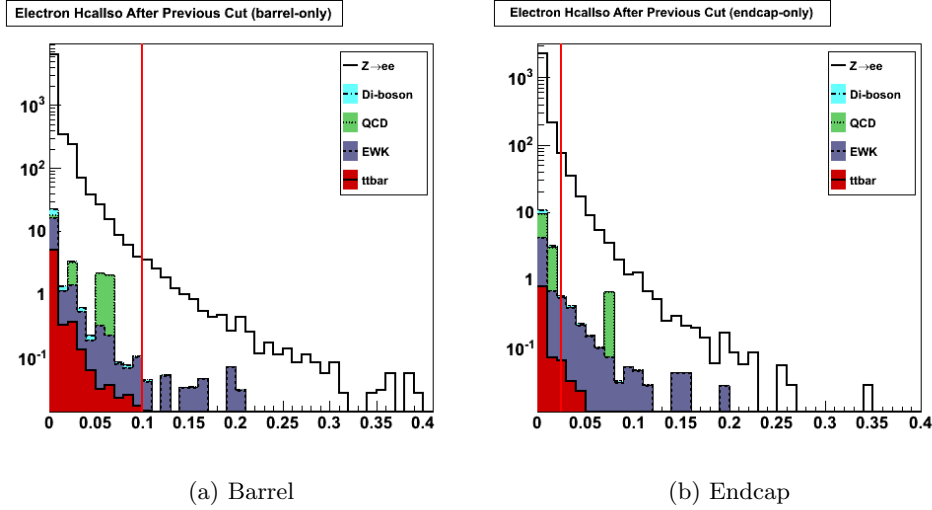 Electron HcalIso After Previous Cut (barrel-only)
Z→ee
Di-boson
QCD
EWK
ttbar
10³
10²
10
1
10⁻¹
0 0.05 0.1 0.15 0.2 0.25 0.3 0.35 0.4
(a) Barrel
Electron HcalIso After Previous Cut (endcap-only)
Z→ee
Di-boson
QCD
EWK
ttbar
10³
10²
10
1
10⁻¹
0 0.05 0.1 0.15 0.2 0.25 0.3 0.35 0.4
(b) Endcap